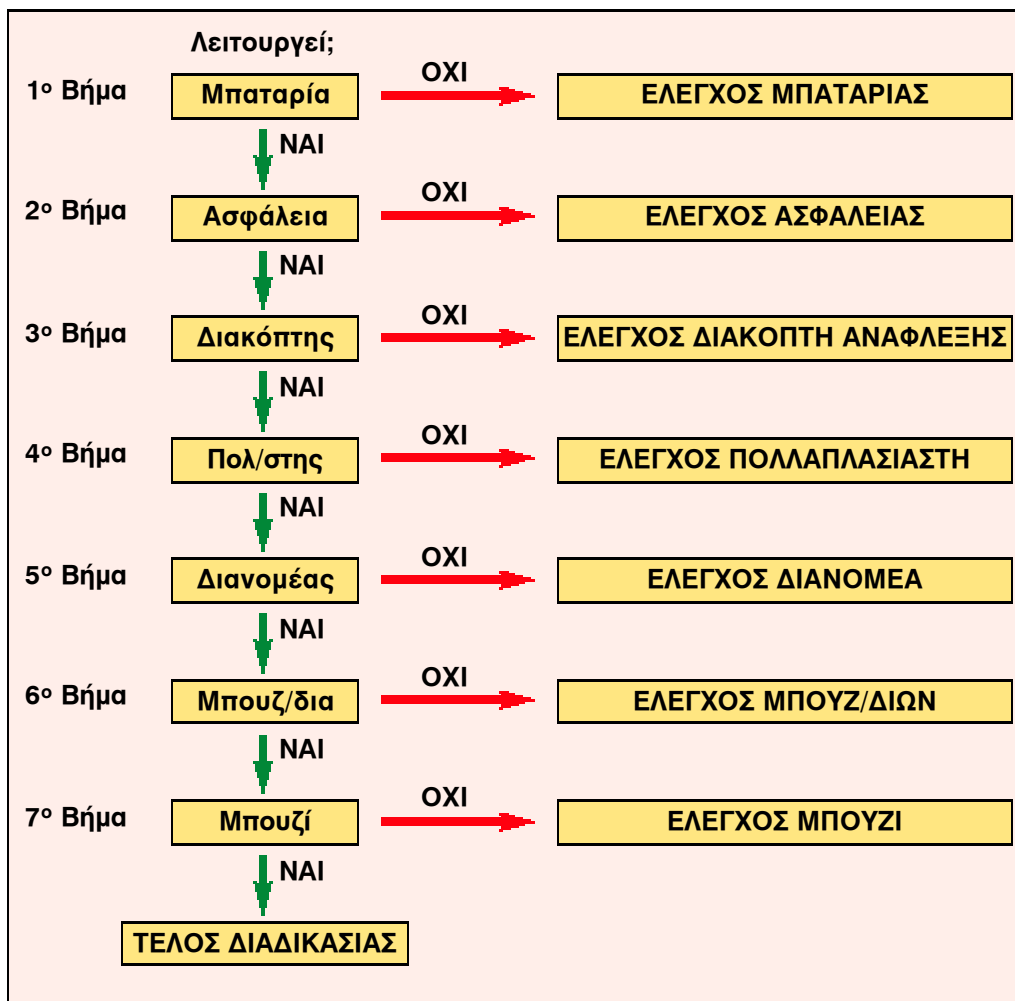 Λειτουργεί;
1ο Βήμα Μπαταρία ΟΧΙ ΕΛΕΓΧΟΣ ΜΠΑΤΑΡΙΑΣ
ΝΑΙ
2ο Βήμα Ασφάλεια ΟΧΙ ΕΛΕΓΧΟΣ ΑΣΦΑΛΕΙΑΣ
ΝΑΙ
3ο Βήμα Διακόπτης ΟΧΙ ΕΛΕΓΧΟΣ ΔΙΑΚΟΠΤΗ ΑΝΑΦΛΕΞΗΣ
ΝΑΙ
4ο Βήμα Πολ/στης ΟΧΙ ΕΛΕΓΧΟΣ ΠΟΛΛΑΠΛΑΣΙΑΣΤΗ
ΝΑΙ
5ο Βήμα Διανομέας ΟΧΙ ΕΛΕΓΧΟΣ ΔΙΑΝΟΜΕΑ
ΝΑΙ
6ο Βήμα Μπουζ/δια ΟΧΙ ΕΛΕΓΧΟΣ ΜΠΟΥΖ/ΔΙΩΝ
ΝΑΙ
7ο Βήμα Μπουζί ΟΧΙ ΕΛΕΓΧΟΣ ΜΠΟΥΖΙ
ΝΑΙ
ΤΕΛΟΣ ΔΙΑΔΙΚΑΣΙΑΣ